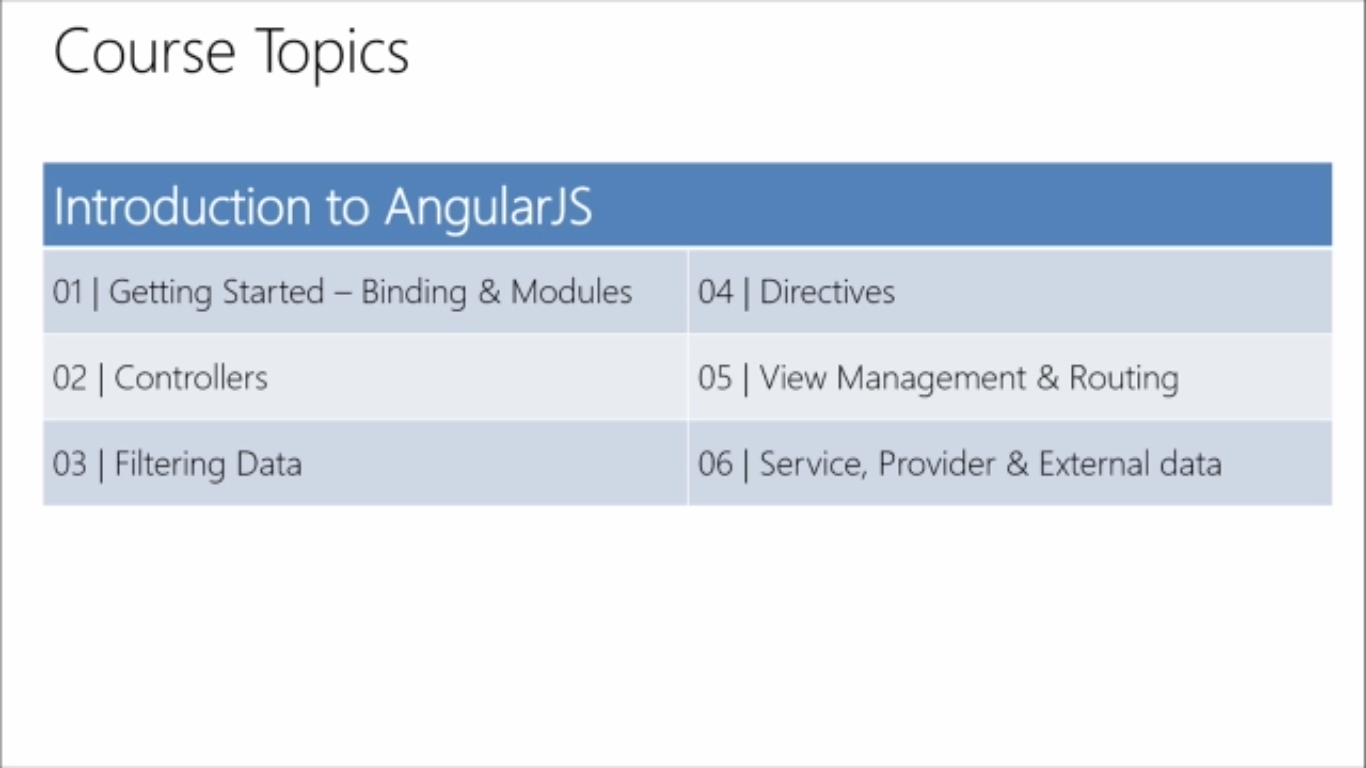 Course Topics
Introduction to AngularJS
01 | Getting Started – Binding & Modules
04 | Directives
02 | Controllers
05 | View Management & Routing
03 | Filtering Data
06 | Service, Provider & External data